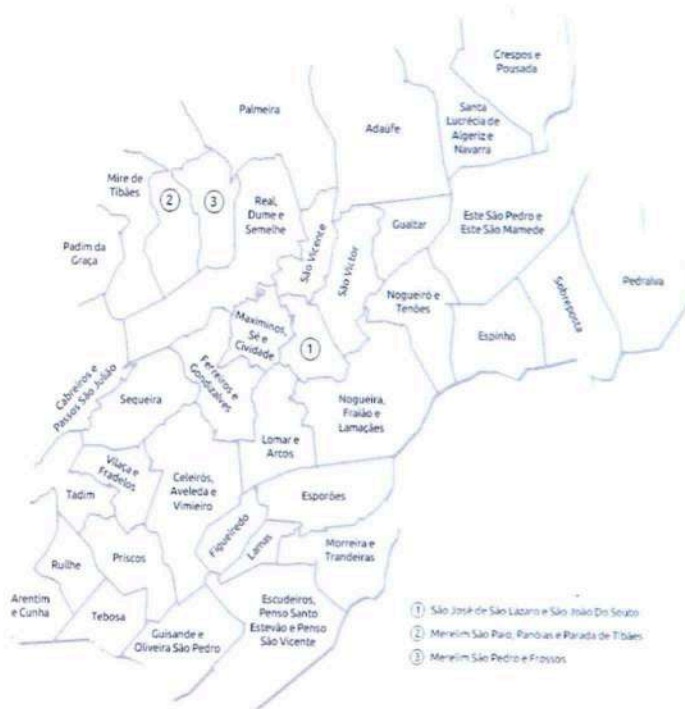 Crespos e
Pousada
Palmeira
Adaúfe
Santa
Lucrécia de
Algeriz e
Navarra
Mire de
Tibães
2
3
Real,
Dume e
Semelhe
São Vicente
São Victor
Gualtar
Este São Pedro e
Este São Mamede
Padim da
Graça
Nogueiró e
Tenões
Sobreposta
Pedralva
Maximinos,
Sé e
Cividade
1
Espinho
Cabreiros e
Passos São Julião
Sequeira
Ferreiros e
Gondizalves
Nogueira,
Fraião e
Lamaçães
Lomar e
Arcos
Vilaça e
Fradelos
Tadim
Celeirós,
Aveleda e
Vimieiro
Esporões
Figueiredo
Lamas
Morreira e
Trandeiras
Ruilhe
Priscos
Arentim
e Cunha
Tebosa
Guisande e
Oliveira São Pedro
Escudeiros,
Penso Santo
Estevão e Penso
São Vicente
1 São José de São Lázaro e São João Do Souto
2 Merelim São Paio, Panóias e Parada de Tibães
3 Merelim São Pedro e Frossos